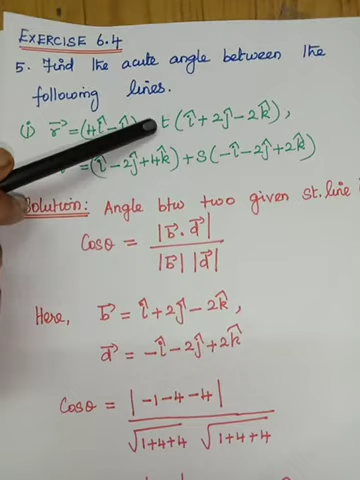 EXERCISE 6.4
5. Find the acute angle between the
following lines.
(i) r⃗ = (4î - ĵ) t (î + 2ĵ - 2k̂),
= (î - 2ĵ + 4k̂) + s(-î - 2ĵ + 2k̂)
Solution: Angle btw two given st. line
Cosθ = |b⃗ . d⃗| / |b⃗| |d⃗|
Here, b⃗ = î + 2ĵ - 2k̂,
d⃗ = -î - 2ĵ + 2k̂
Cosθ = |-1-4-4| / √1+4+4 √1+4+4